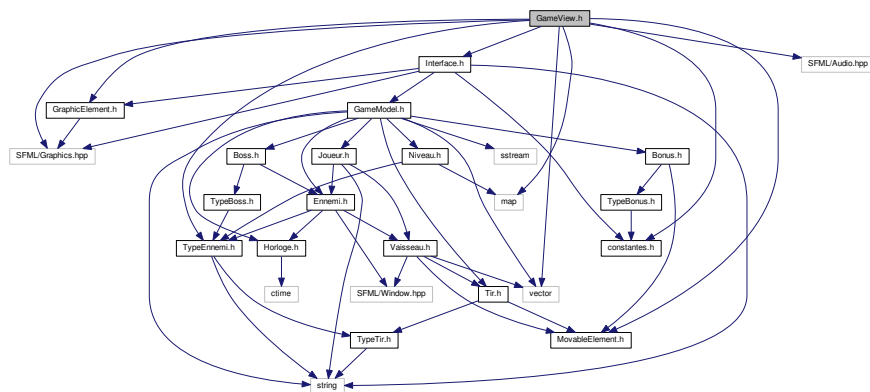 GameView.h
Interface.h
SFML/Audio.hpp
GraphicElement.h
GameModel.h
SFML/Graphics.hpp
Boss.h
Joueur.h
Niveau.h
sstream
Bonus.h
TypeBoss.h
Ennemi.h
map
TypeBonus.h
TypeEnnemi.h
Horloge.h
Vaisseau.h
constantes.h
ctime
SFML/Window.hpp
Tir.h
vector
TypeTir.h
MovableElement.h
string